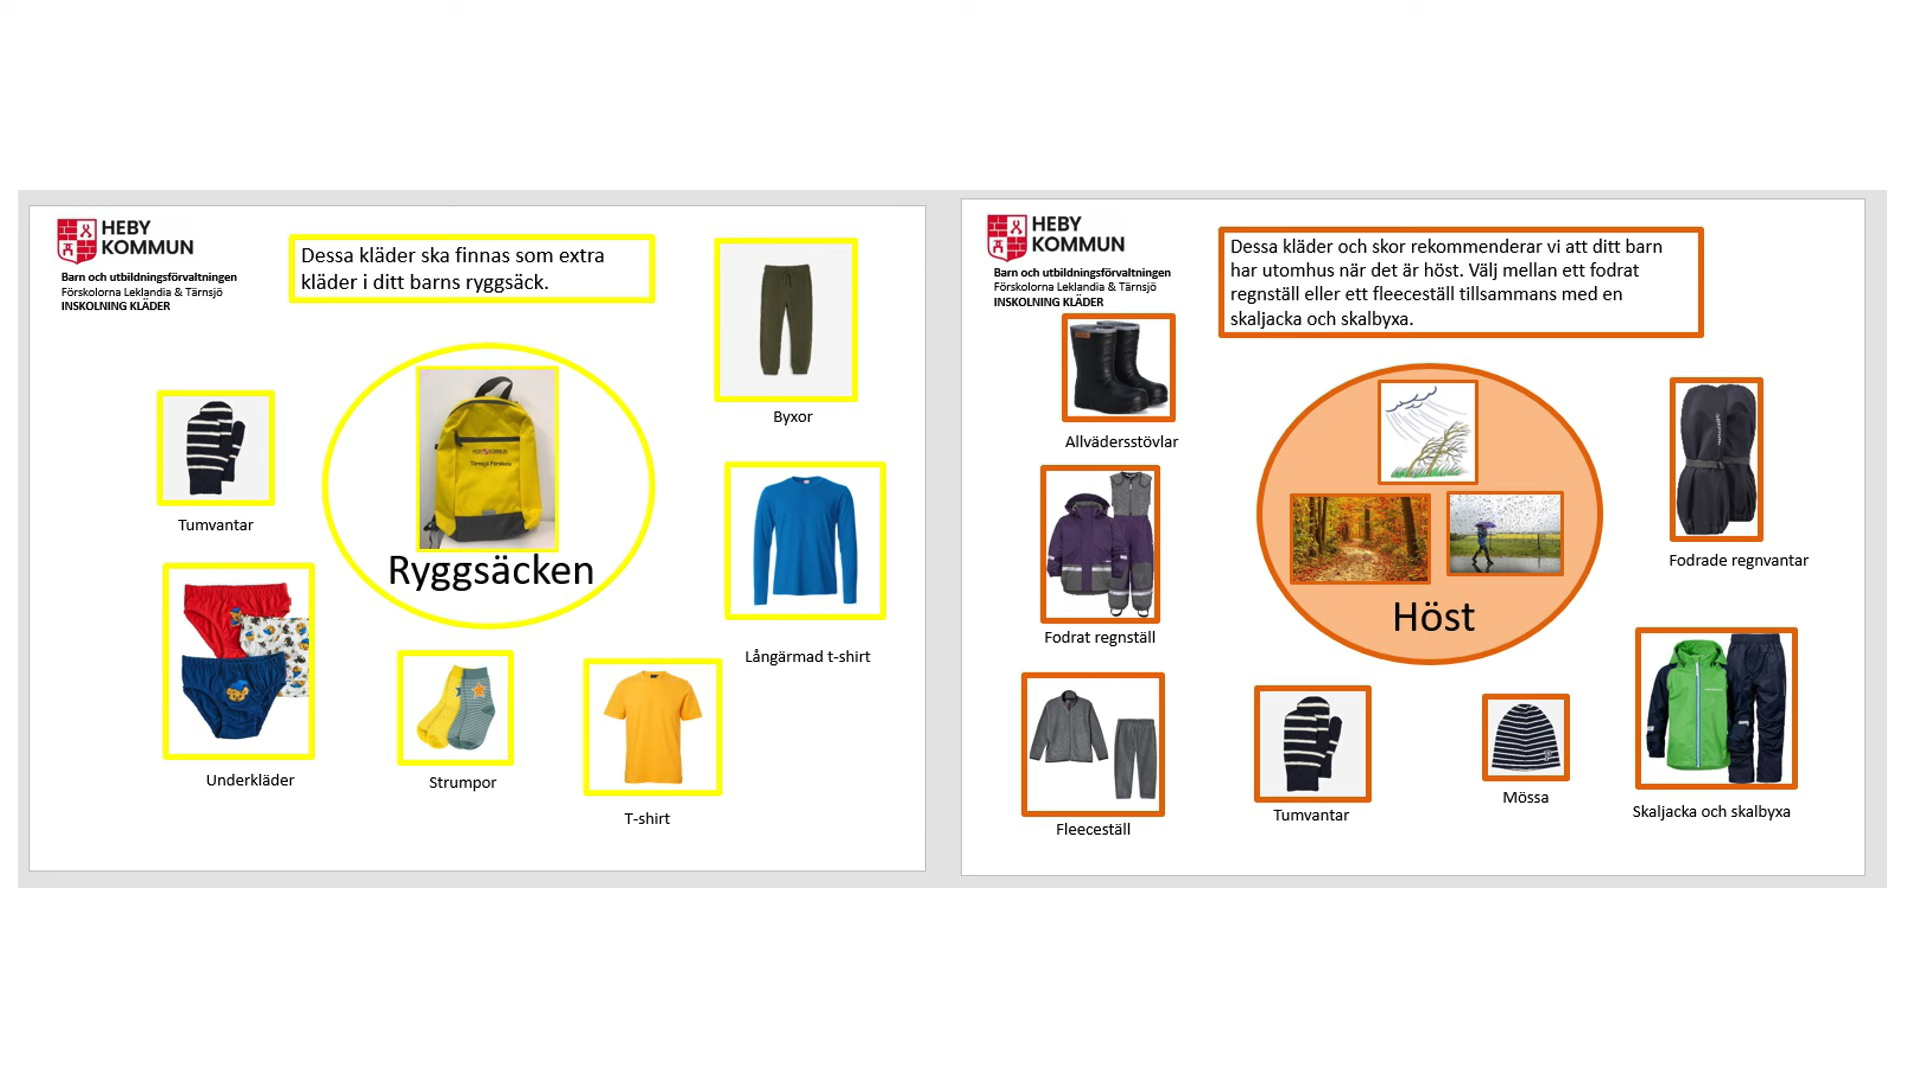 HEBY
KOMMUN
Barn och utbildningsförvaltningen
Förskolorna Leklandia & Tärnsjö
INSKOLNING KLÄDER
Dessa kläder ska finnas som extra
kläder i ditt barns ryggsäck.
Byxor
Tumvantar
HEBY KOMMUN
Tärnsjö Förskola
Ryggsäcken
Långärmad t-shirt
Underkläder
Strumpor
T-shirt
HEBY
KOMMUN
Barn och utbildningsförvaltningen
Förskolorna Leklandia & Tärnsjö
INSKOLNING KLÄDER
Dessa kläder och skor rekommenderar vi att ditt barn
har utomhus när det är höst. Välj mellan ett fodrat
regnställ eller ett fleeceställ tillsammans med en
skaljacka och skalbyxa.
Allvädersstövlar
Fodrade regnvantar
Fodrat regnställ
Höst
Fleeceställ
Tumvantar
Mössa
Skaljacka och skalbyxa